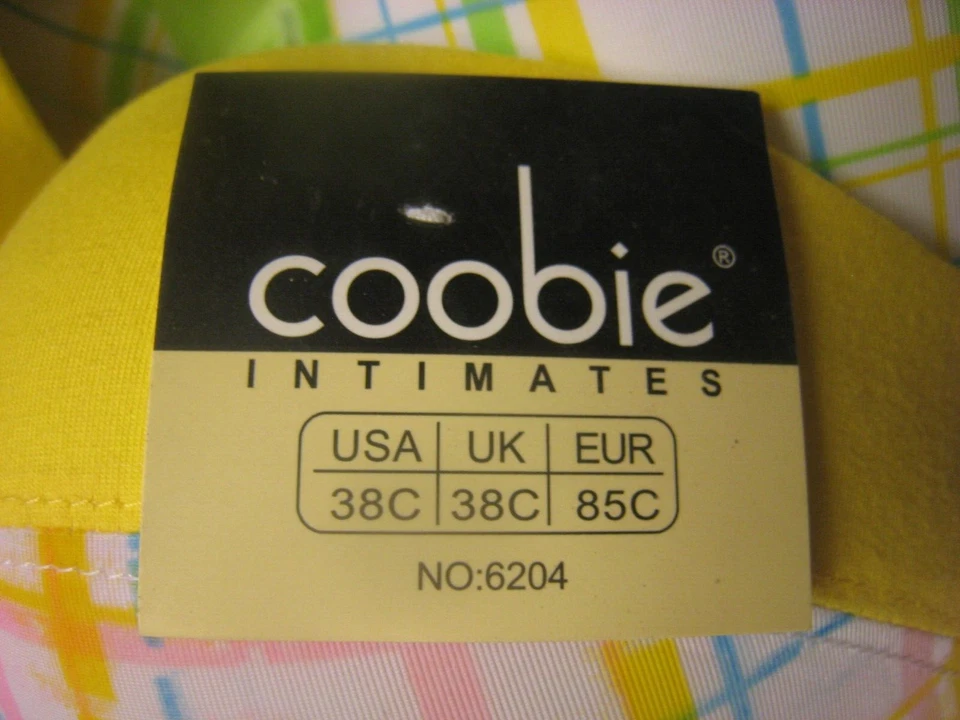 coobie®
INTIMATES
USA UK EUR
38C 38C 85C
NO:6204